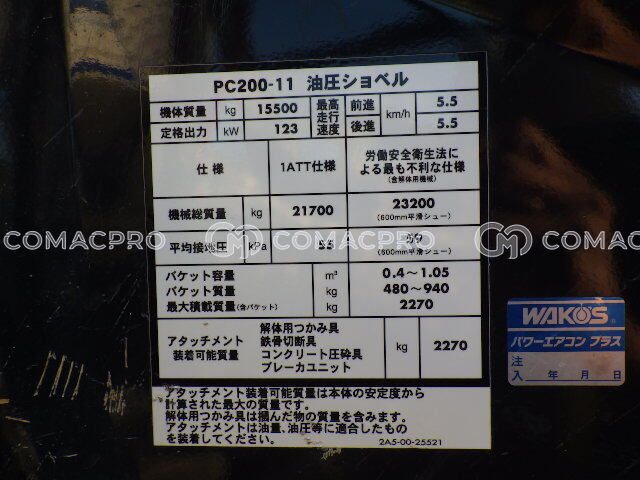 PC200-11 油圧ショベル
機体質量 kg 15500 最高走行速度 前進 km/h 5.5
定格出力 kW 123 後進 5.5
仕様 1ATT仕様 労働安全衛生法による最も不利な仕様 (含解体用機械)
機械総質量 kg 21700 23200 (600mm平滑シュー)
COMACPRO COMACPRO COMACPRO
平均接地圧 kPa 55 59 (600mm平滑シュー)
バケット容量 m³ 0.4～1.05
バケット質量 kg 480～940
最大積載質量(含バケット) kg 2270
アタッチメント装着可能質量 解体用つかみ具 鉄骨切断具 コンクリート圧砕具 ブレーカユニット kg 2270
アタッチメント装着可能質量は本体の安定度から
計算された最大の質量です。
解体用つかみ具は掴んだ物の質量を含みます。
アタッチメントは油量、油圧等に適合したもの
を装着してください。 2A5-00-25521
WAKO'S
パワーエアコン プラス
注入 年 月 日